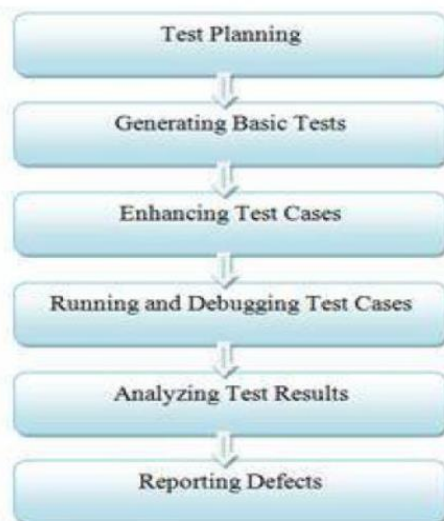 Test Planning
Generating Basic Tests
Enhancing Test Cases
Running and Debugging Test Cases
Analyzing Test Results
Reporting Defects